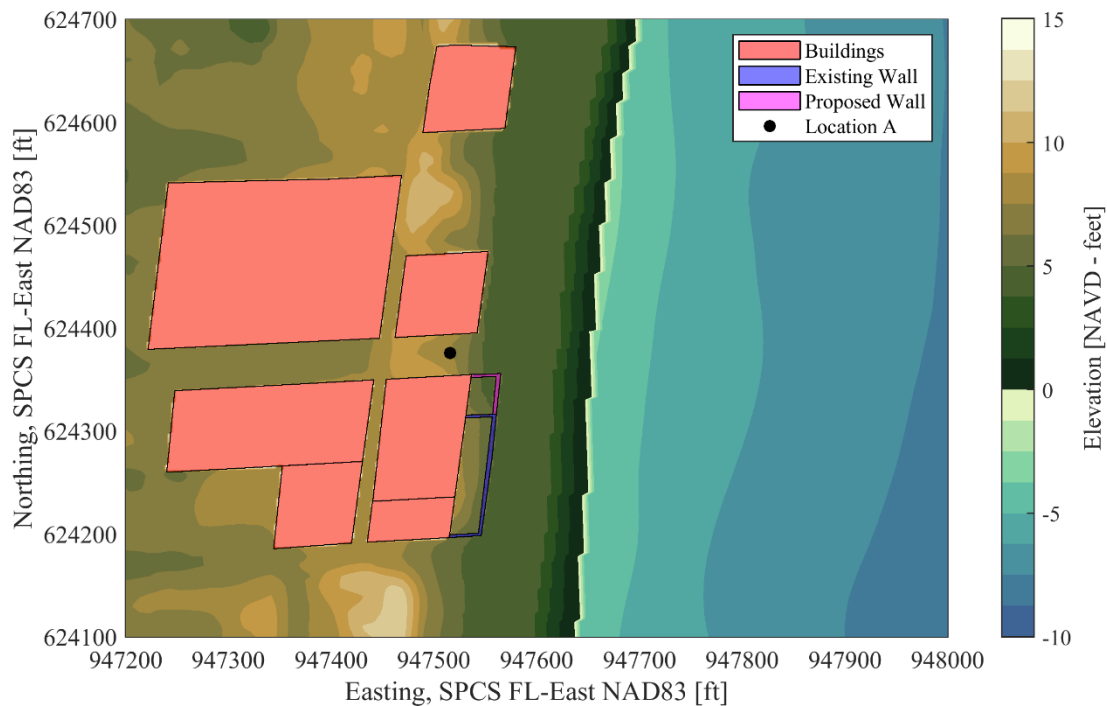 624700
624600
624500
624400
624300
624200
624100
Northing, SPCS FL-East NAD83 [ft]
947200 947300 947400 947500 947600 947700 947800 947900 948000
Easting, SPCS FL-East NAD83 [ft]
Buildings
Existing Wall
Proposed Wall
Location A
15
10
5
0
-5
-10
Elevation [NAVD - feet]